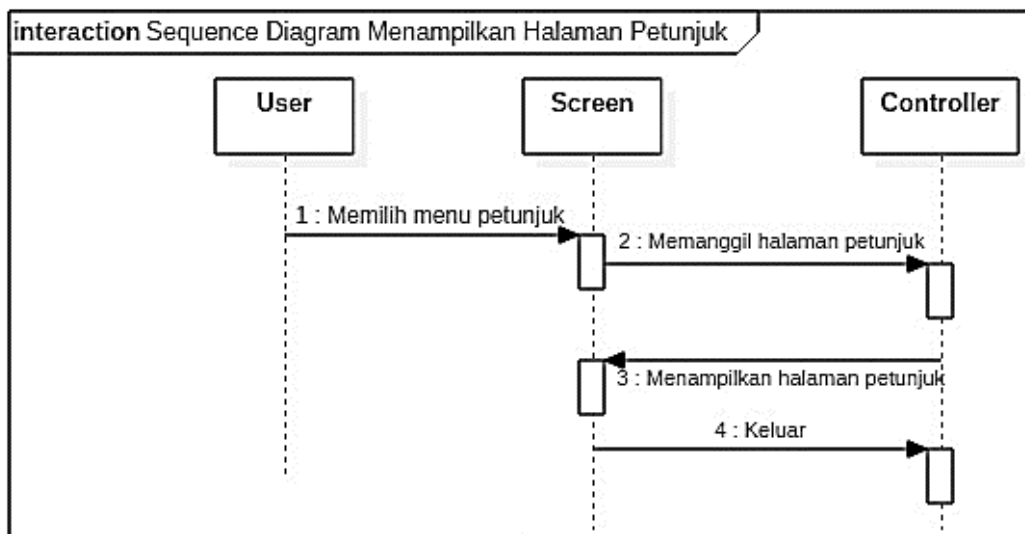 interaction Sequence Diagram Menampilkan Halaman Petunjuk
User
Screen
Controller
1 : Memilih menu petunjuk
2 : Memanggil halaman petunjuk
3 : Menampilkan halaman petunjuk
4 : Keluar